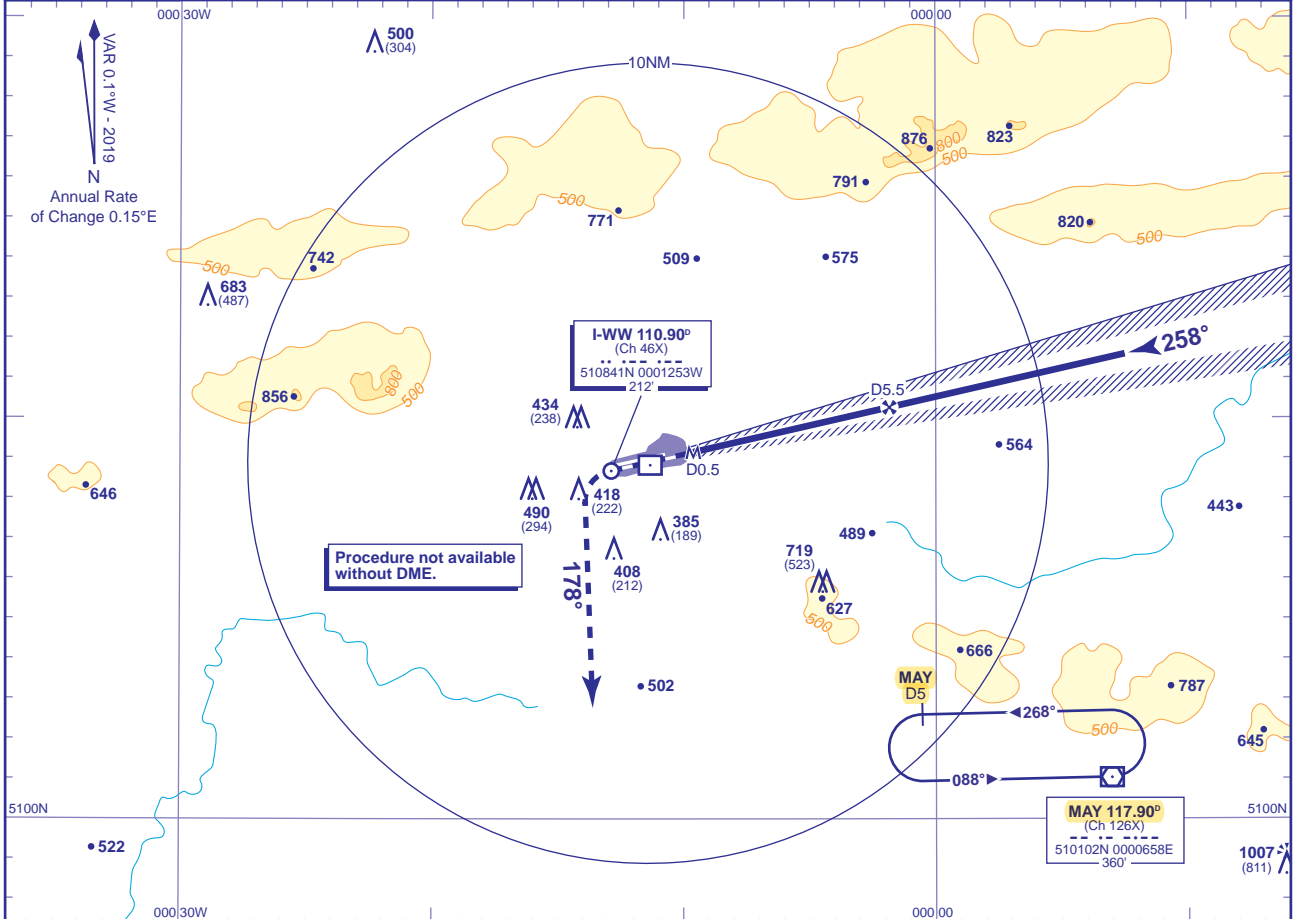 000 30W
000 00
VAR 0.1°W - 2019
N
Annual Rate
of Change 0.15°E
500
(304)
10NM
876
800
500
823
791
500
771
820
500
742
500
509
575
683
(487)
I-WW 110.90D
(Ch 46X)
·· ·-- ·--
510841N 0001253W
212'
258°
856
800
500
D5.5
434
(238)
564
D0.5
646
490
(294)
418
(222)
443
385
(189)
489
Procedure not available
without DME.
408
(212)
178°
719
(523)
627
500
666
MAY
D5
787
502
268°
500
645
088°
5100N
5100N
MAY 117.90D
(Ch 126X)
-- ·- -·--
510102N 0000658E
360'
522
1007
(811)
000 30W
000 00